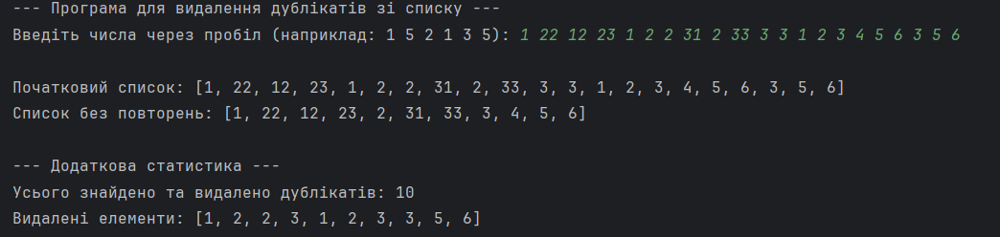 --- Програма для видалення дублікатів зі списку ---
Введіть числа через пробіл (наприклад: 1 5 2 1 3 5): 1 22 12 23 1 2 2 31 2 33 3 3 1 2 3 4 5 6 3 5 6
Початковий список: [1, 22, 12, 23, 1, 2, 2, 31, 2, 33, 3, 3, 1, 2, 3, 4, 5, 6, 3, 5, 6]
Список без повторень: [1, 22, 12, 23, 2, 31, 33, 3, 4, 5, 6]
--- Додаткова статистика ---
Усього знайдено та видалено дублікатів: 10
Видалені елементи: [1, 2, 2, 3, 1, 2, 3, 3, 5, 6]